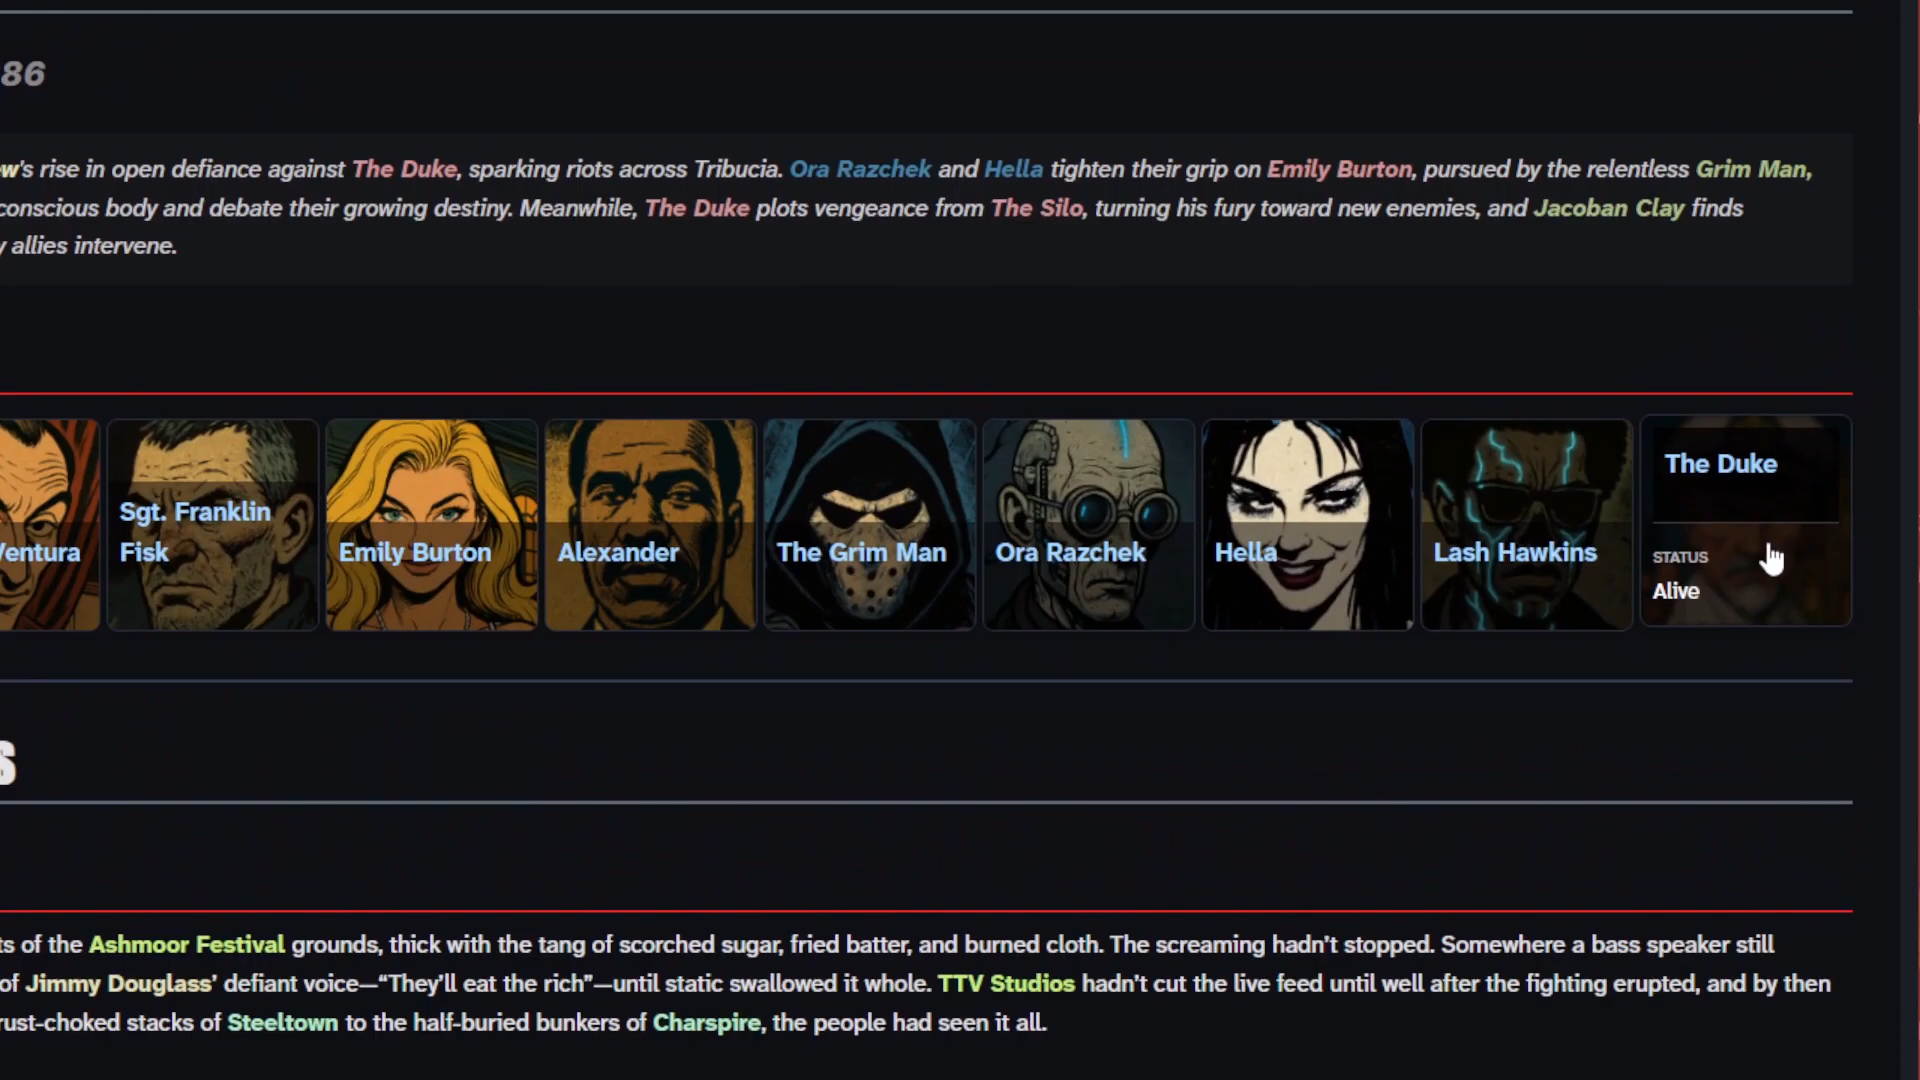 86
w's rise in open defiance against The Duke, sparking riots across Tribucia. Ora Razchek and Hella tighten their grip on Emily Burton, pursued by the relentless Grim Man,
conscious body and debate their growing destiny. Meanwhile, The Duke plots vengeance from The Silo, turning his fury toward new enemies, and Jacoban Clay finds
y allies intervene.
Ventura
Sgt. Franklin
Fisk
Emily Burton
Alexander
The Grim Man
Ora Razchek
Hella
Lash Hawkins
The Duke
STATUS
Alive
S
ts of the Ashmoor Festival grounds, thick with the tang of scorched sugar, fried batter, and burned cloth. The screaming hadn't stopped. Somewhere a bass speaker still
of Jimmy Douglass' defiant voice—“They'll eat the rich”—until static swallowed it whole. TTV Studios hadn't cut the live feed until well after the fighting erupted, and by then
rust-choked stacks of Steeltown to the half-buried bunkers of Charspire, the people had seen it all.